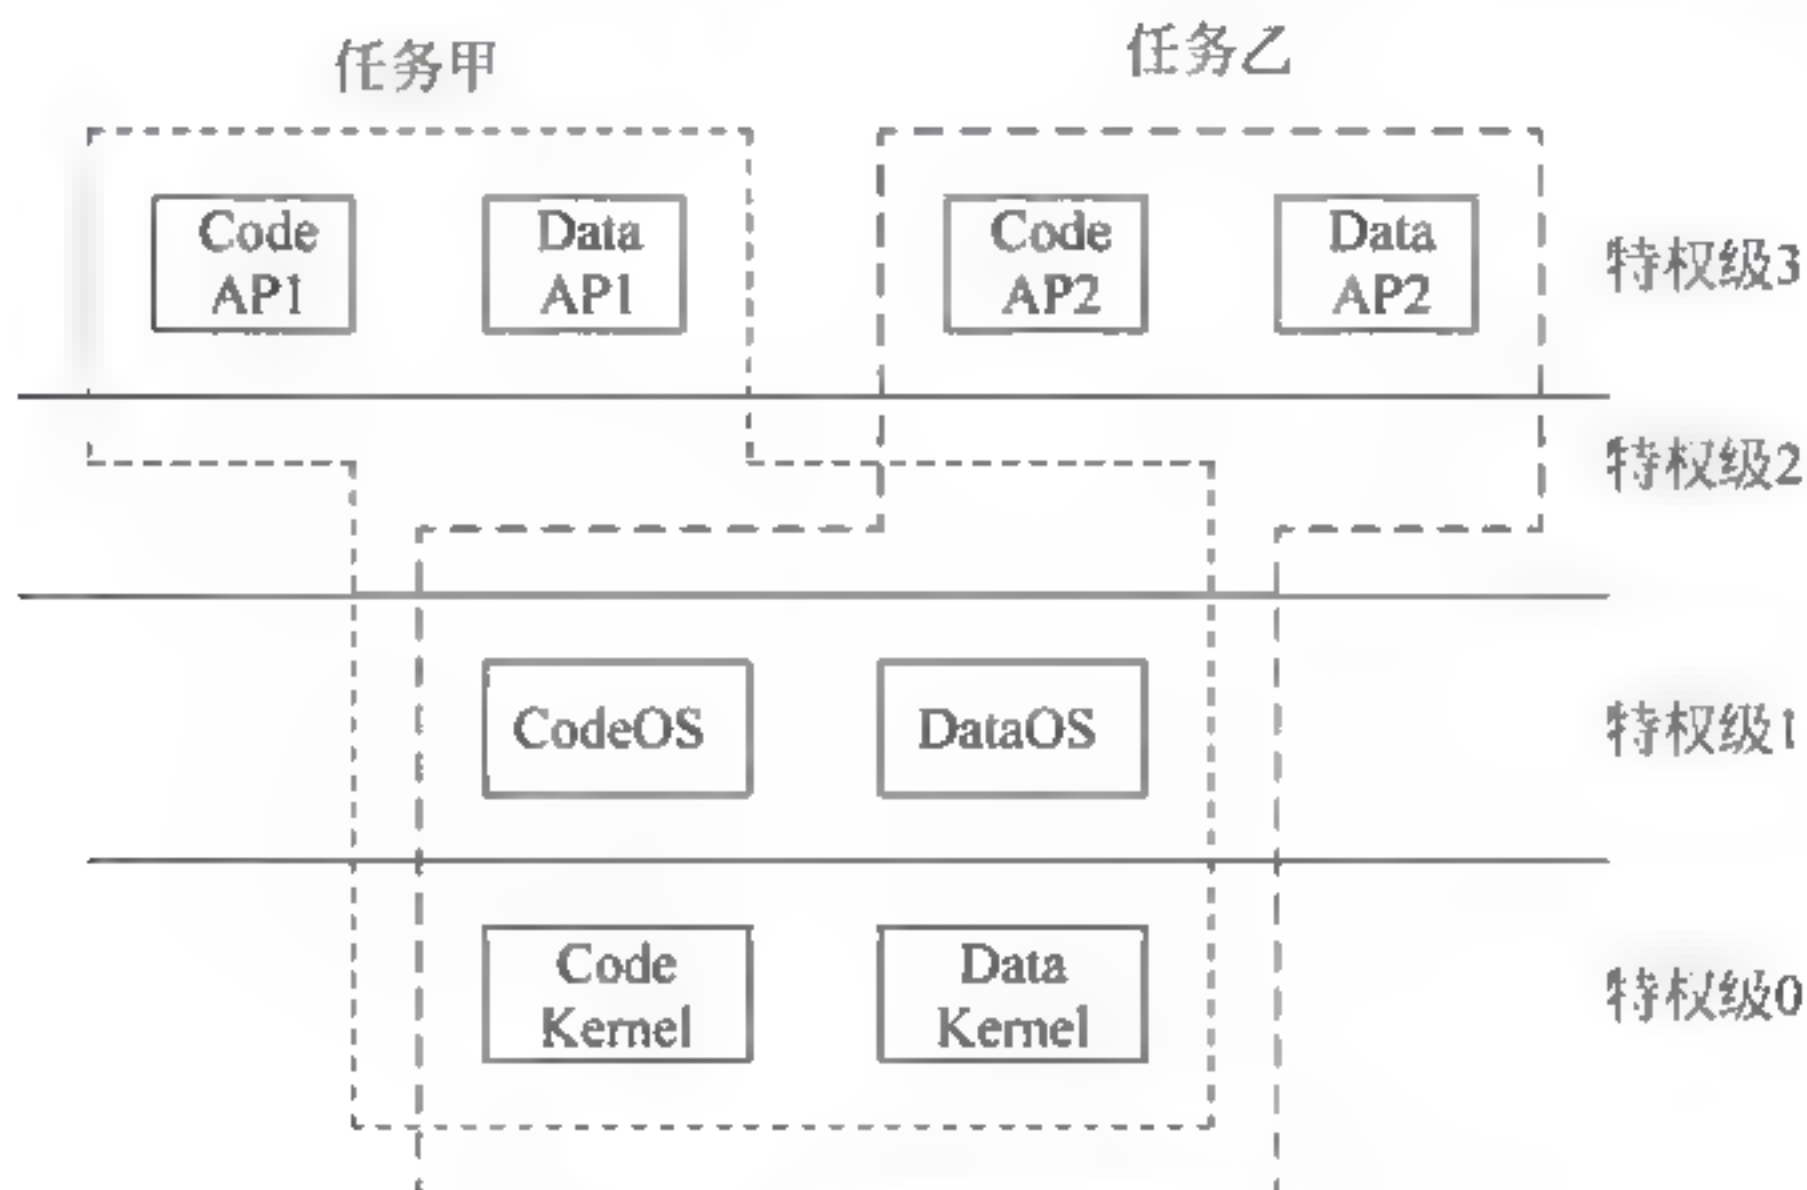 任务甲
任务乙
Code
AP1
Data
AP1
Code
AP2
Data
AP2
特权级3
特权级2
CodeOS
DataOS
特权级1
Code
Kernel
Data
Kernel
特权级0